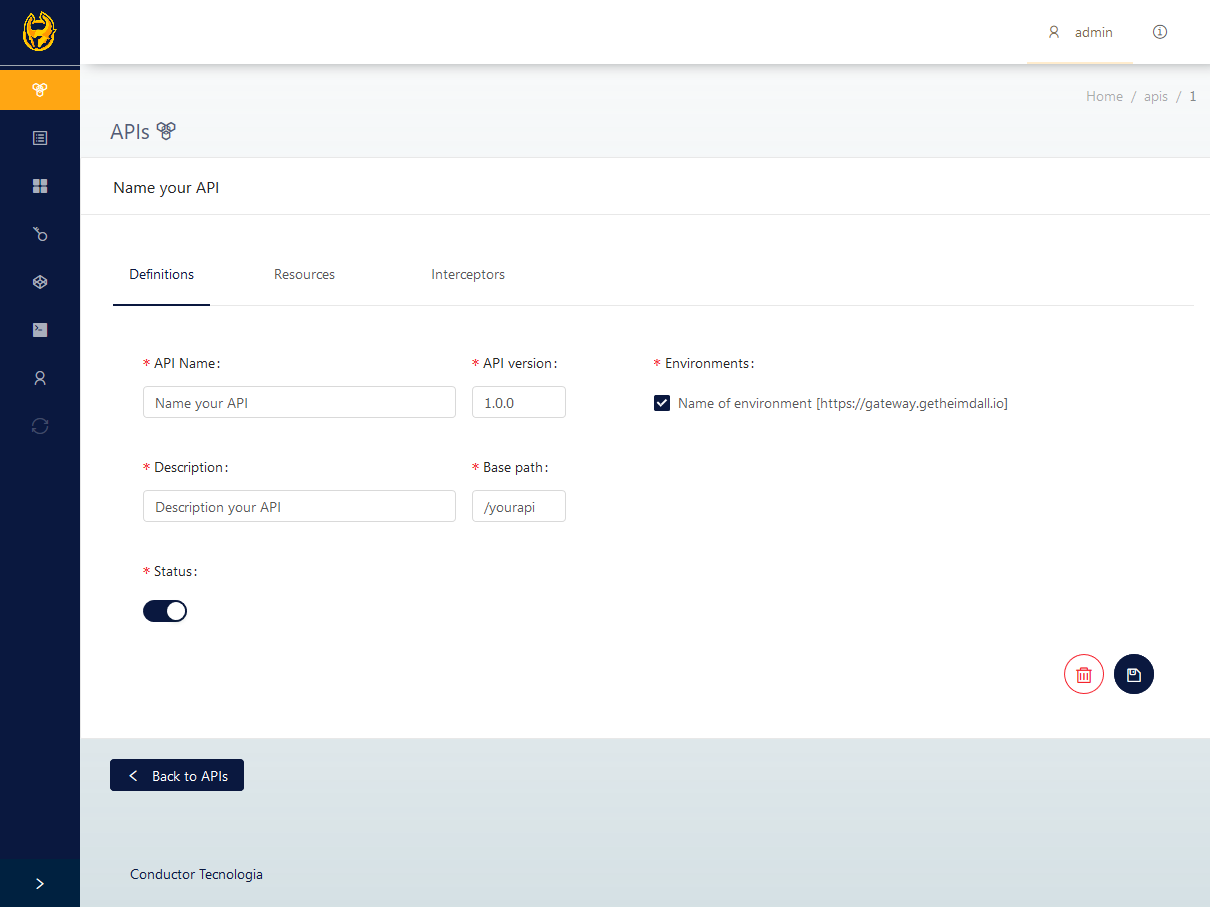 admin
Home / apis / 1
APIs
Name your API
Definitions Resources Interceptors
* API Name: * API version: * Environments:
Name your API 1.0.0 Name of environment [https://gateway.getheimdall.io]
* Description: * Base path:
Description your API /yourapi
* Status:
Back to APIs
Conductor Tecnologia